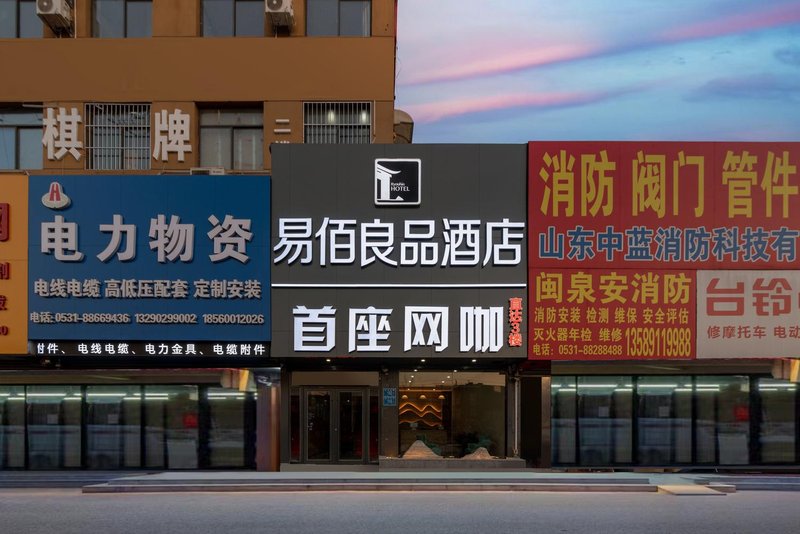 棋牌
电力物资
电线电缆 高低压配套 定制安装
电话:0531-88669436 13290299002 18560012026
附件、电线电缆、电力金具、电缆附件
HOTEL
易佰良品酒店
首座网咖
直达3楼
消防 阀门 管件
山东中蓝消防科技有
闽泉安消防
消防安装 检测 维保 安全评估
灭火器年检 维修 13589119988
电话:0531-88288488
台铃
修摩托车 电动